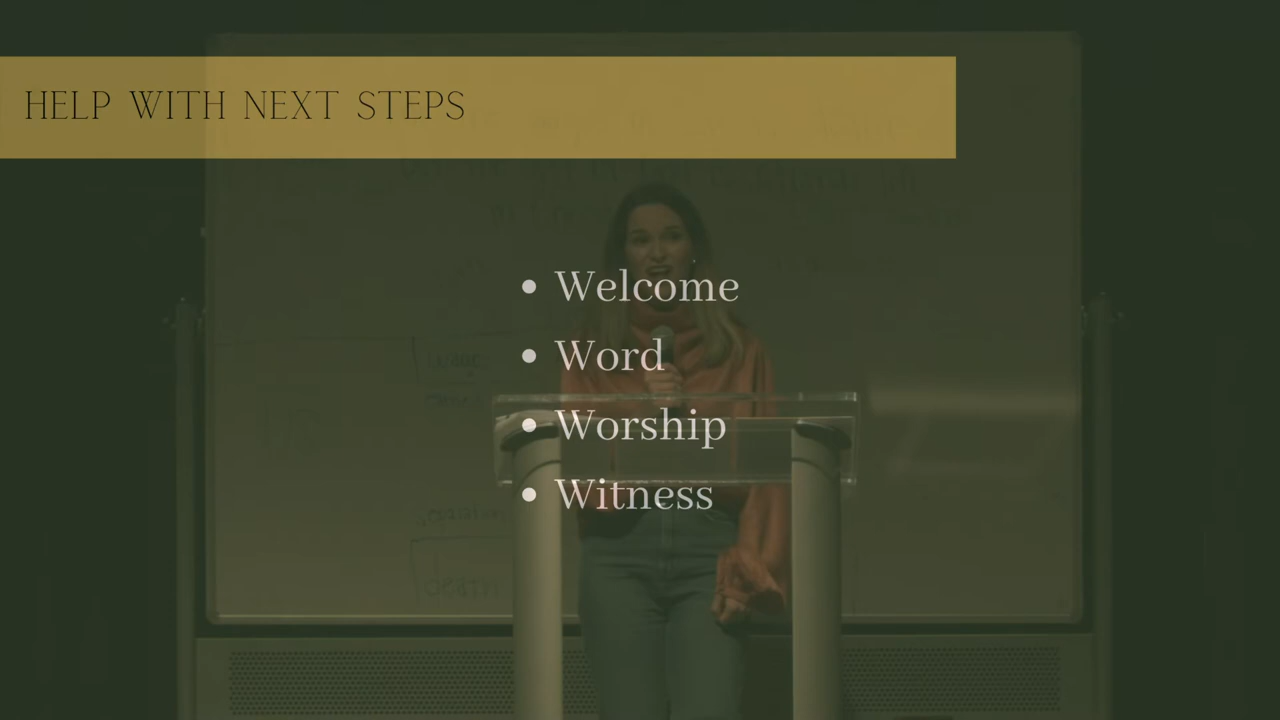 HELP WITH NEXT STEPS
• Welcome
• Word
• Worship
• Witness